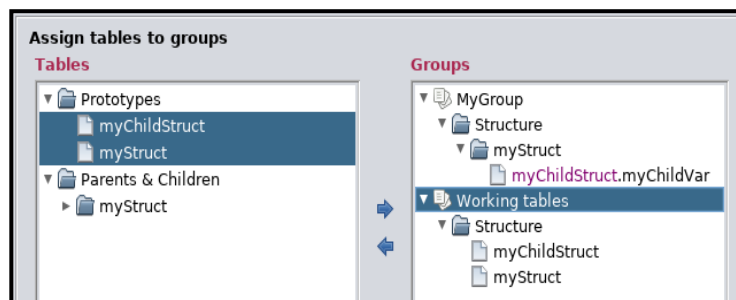 Assign tables to groups
Tables
Prototypes
myChildStruct
myStruct
Parents & Children
myStruct
Groups
MyGroup
Structure
myStruct
myChildStruct.myChildVar
Working tables
Structure
myChildStruct
myStruct